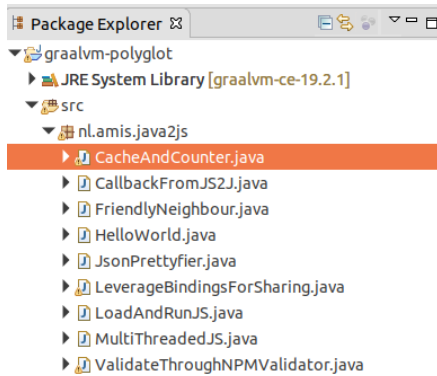 Package Explorer
graalvm-polyglot
JRE System Library [graalvm-ce-19.2.1]
src
nl.amis.java2js
CacheAndCounter.java
CallbackFromJS2J.java
FriendlyNeighbour.java
HelloWorld.java
JsonPrettyfier.java
LeverageBindingsForSharing.java
LoadAndRunJS.java
MultiThreadedJS.java
ValidateThroughNPMValidator.java